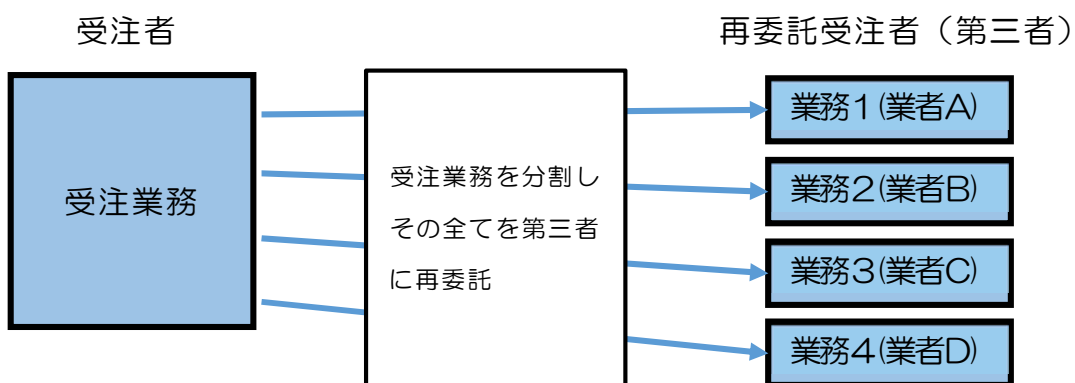 受注者
再委託受注者（第三者）
受注業務
受注業務を分割し
その全てを第三者
に再委託
業務１(業者A)
業務２(業者B)
業務３(業者C)
業務４(業者D)